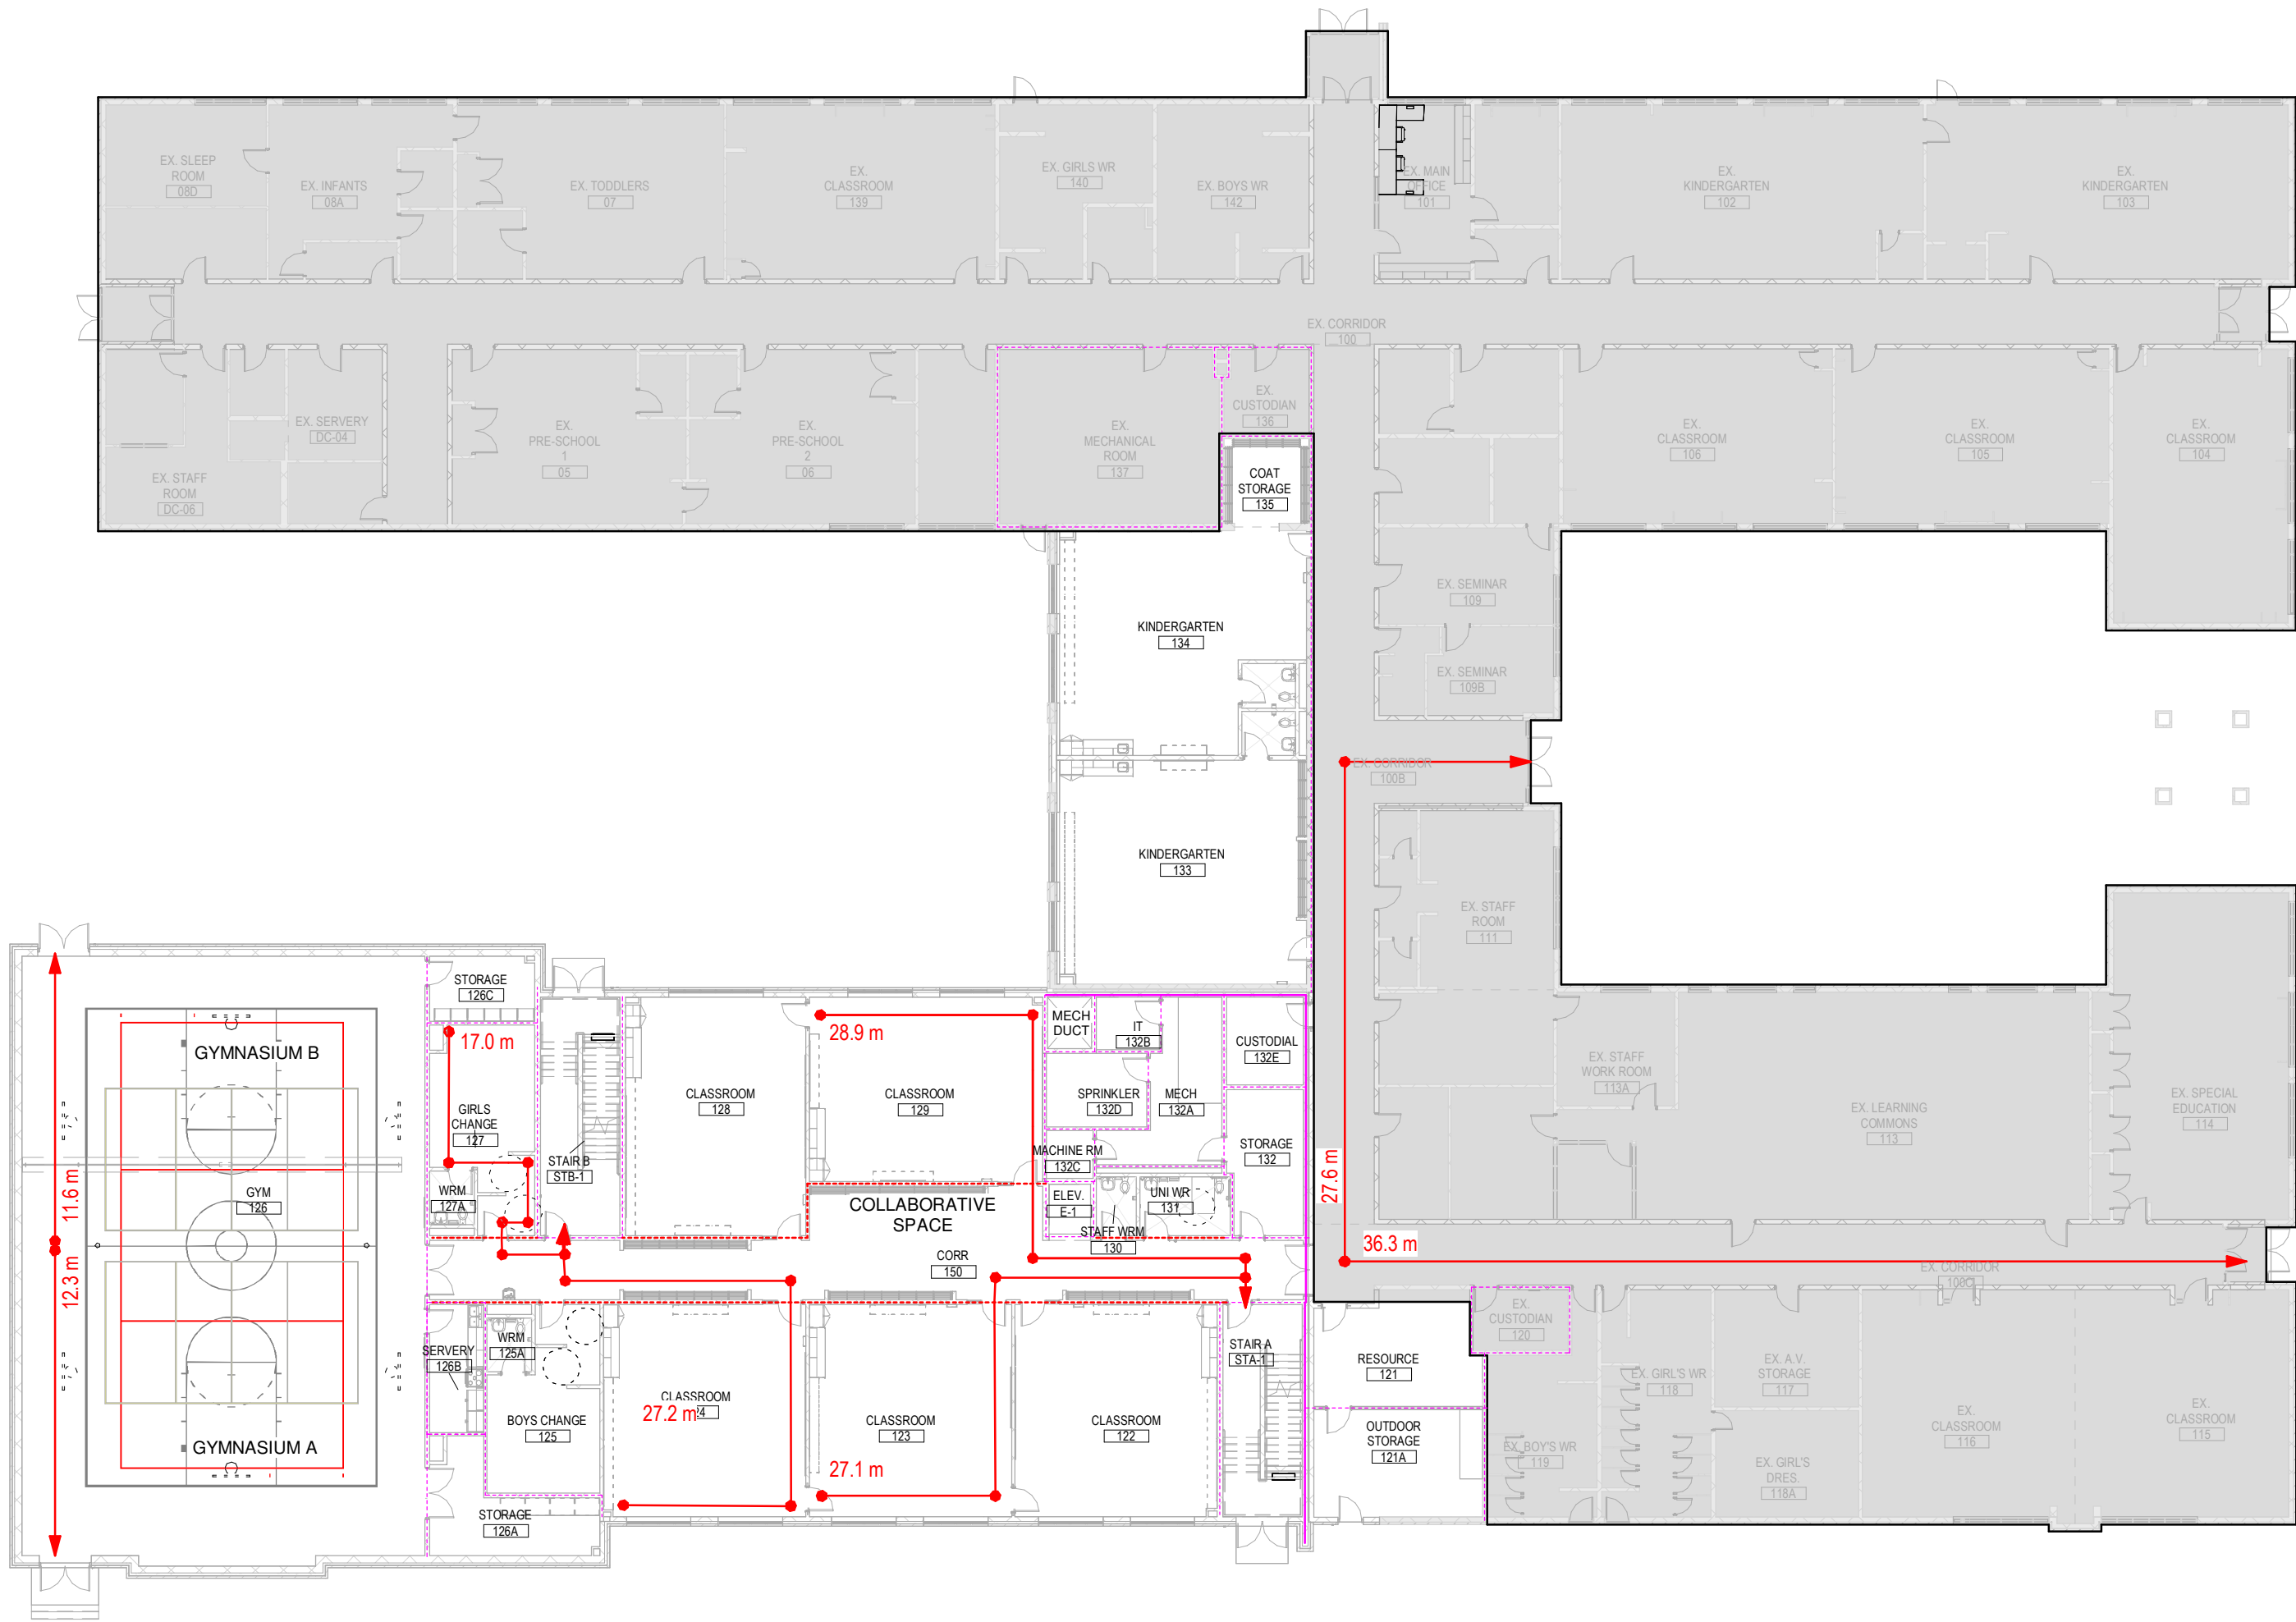 EX. SLEEP
ROOM
08D
EX. INFANTS
08A
EX. TODDLERS
07
EX.
CLASSROOM
139
EX. GIRLS WR
140
EX. BOYS WR
142
EX. MAIN
OFFICE
101
EX.
KINDERGARTEN
102
EX.
KINDERGARTEN
103
EX. CORRIDOR
100
EX. STAFF
ROOM
DC-06
EX. SERVERY
DC-04
EX.
PRE-SCHOOL
1
05
EX.
PRE-SCHOOL
2
06
EX.
MECHANICAL
ROOM
137
EX.
CUSTODIAN
136
COAT
STORAGE
135
EX.
CLASSROOM
106
EX.
CLASSROOM
105
EX.
CLASSROOM
104
EX. SEMINAR
109
EX. SEMINAR
109B
KINDERGARTEN
134
KINDERGARTEN
133
EX. CORRIDOR
100B
EX. STAFF
ROOM
111
EX. STAFF
WORK ROOM
113A
EX. LEARNING
COMMONS
113
EX. SPECIAL
EDUCATION
114
27.6 m
36.3 m
EX. CORRIDOR
100C
STORAGE
126C
17.0 m
GYMNASIUM B
GIRLS
CHANGE
127
WRM
127A
GYM
126
11.6 m
12.3 m
GYMNASIUM A
STAIR B
STB-1
CLASSROOM
128
28.9 m
CLASSROOM
129
COLLABORATIVE
SPACE
CORR
150
MECH
DUCT
IT
132B
CUSTODIAL
132E
SPRINKLER
132D
MECH
132A
MACHINE RM
132C
STORAGE
132
ELEV.
E-1
UNI WR
131
STAFF WRM
130
SERVERY
126B
WRM
125A
BOYS CHANGE
125
STORAGE
126A
CLASSROOM
27.2 m
CLASSROOM
123
27.1 m
CLASSROOM
122
STAIR A
STA-1
RESOURCE
121
OUTDOOR
STORAGE
121A
EX.
CUSTODIAN
120
EX. BOY'S WR
119
EX. GIRL'S WR
118
EX. A.V.
STORAGE
117
EX. GIRL'S
DRES.
118A
EX.
CLASSROOM
116
EX.
CLASSROOM
115